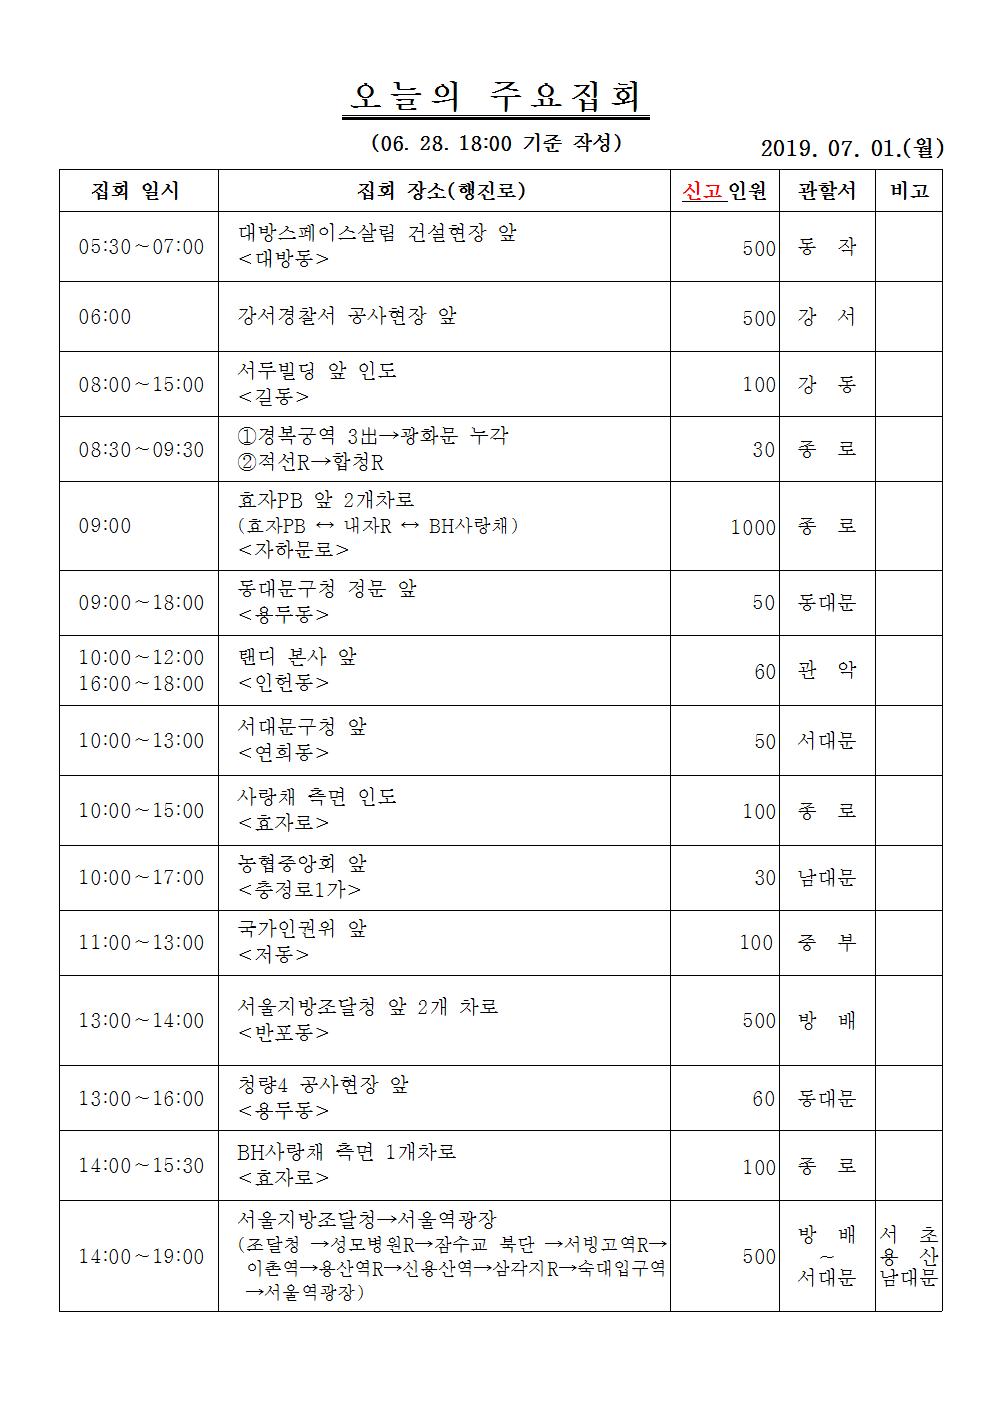 오늘의 주요집회
(06. 28. 18:00 기준 작성)
2019. 07. 01.(월)
집회 일시 집회 장소(행진로) 신고인원 관할서 비고
05:30~07:00 대방스페이스살림 건설현장 앞 500 동 작
<대방동>
06:00 강서경찰서 공사현장 앞 500 강 서
08:00~15:00 서두빌딩 앞 인도 100 강 동
<길동>
08:30~09:30 ①경복궁역 3出→광화문 누각 30 종 로
②적선R→합청R
09:00 효자PB 앞 2개차로 1000 종 로
(효자PB ↔ 내자R ↔ BH사랑채)
<자하문로>
09:00~18:00 동대문구청 정문 앞 50 동대문
<용두동>
10:00~12:00 탠디 본사 앞 60 관 악
16:00~18:00 <인헌동>
10:00~13:00 서대문구청 앞 50 서대문
<연희동>
10:00~15:00 사랑채 측면 인도 100 종 로
<효자로>
10:00~17:00 농협중앙회 앞 30 남대문
<충정로1가>
11:00~13:00 국가인권위 앞 100 중 부
<저동>
13:00~14:00 서울지방조달청 앞 2개 차로 500 방 배
<반포동>
13:00~16:00 청량4 공사현장 앞 60 동대문
<용두동>
14:00~15:30 BH사랑채 측면 1개차로 100 종 로
<효자로>
14:00~19:00 서울지방조달청→서울역광장 500 방 배 서 초
(조달청 →성모병원R→잠수교 북단 →서빙고역R→ ~ 용 산
이촌역→용산역R→신용산역→삼각지R→숙대입구역 서대문 남대문
→서울역광장)